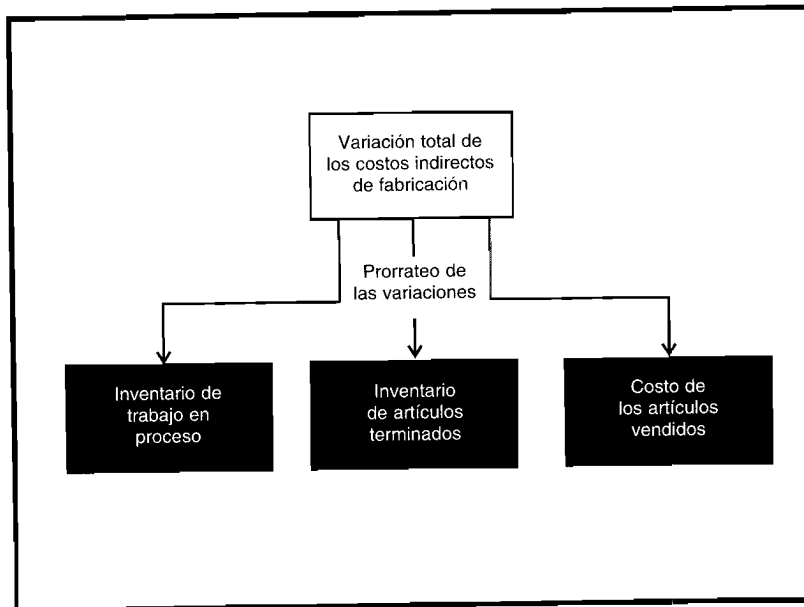 Variación total de
los costos indirectos
de fabricación
Prorrateo de
las variaciones
Inventario de
trabajo en
proceso
Inventario
de artículos
terminados
Costo de
los artículos
vendidos